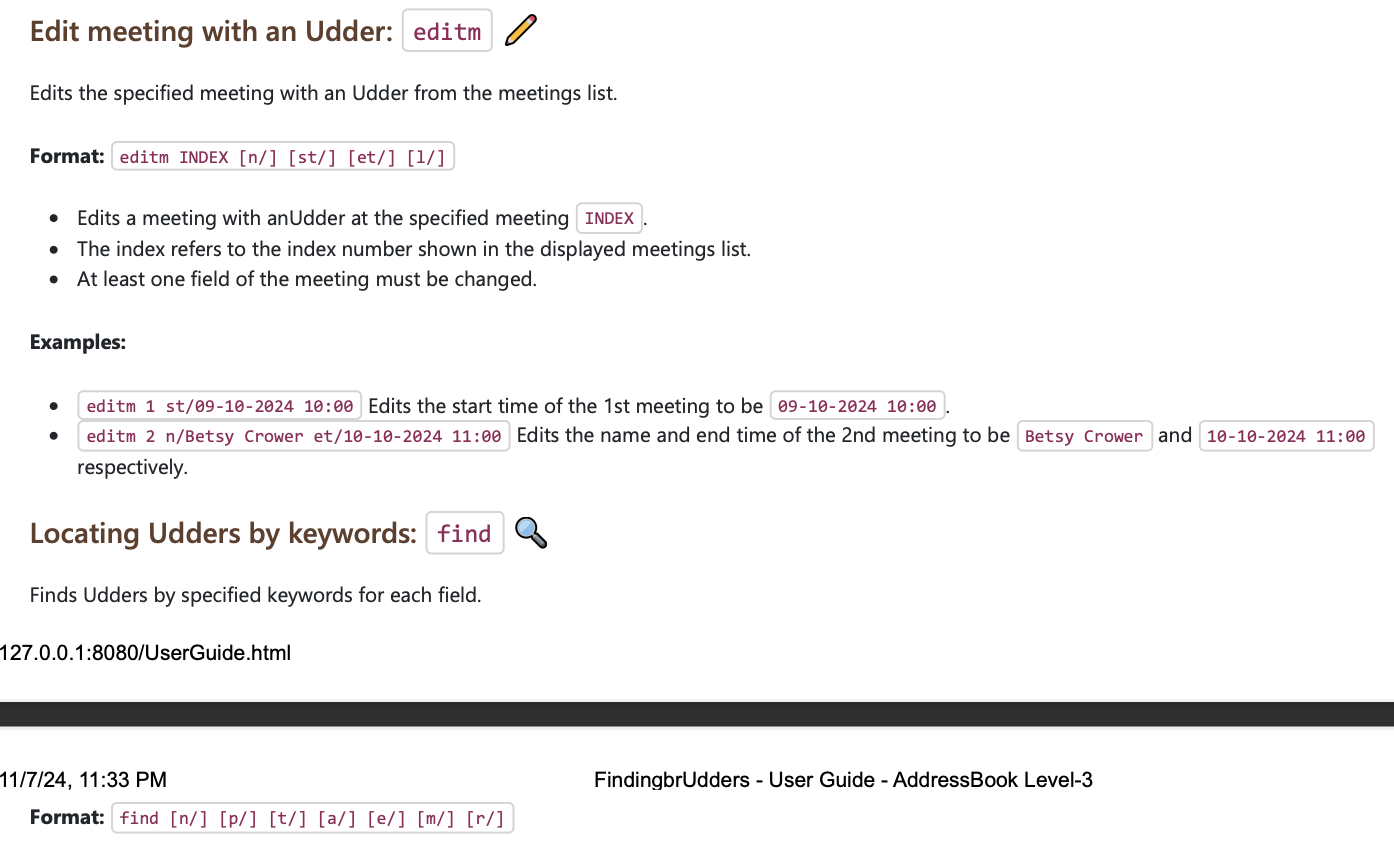 Edit meeting with an Udder: editm
Edits the specified meeting with an Udder from the meetings list.
Format: editm INDEX [n/] [st/] [et/] [l/]
Edits a meeting with anUdder at the specified meeting INDEX.
The index refers to the index number shown in the displayed meetings list.
At least one field of the meeting must be changed.
Examples:
editm 1 st/09-10-2024 10:00 Edits the start time of the 1st meeting to be 09-10-2024 10:00.
editm 2 n/Betsy Crower et/10-10-2024 11:00 Edits the name and end time of the 2nd meeting to be Betsy Crower and 10-10-2024 11:00
respectively.
Locating Udders by keywords: find
Finds Udders by specified keywords for each field.
127.0.0.1:8080/UserGuide.html
11/7/24, 11:33 PM FindingbrUdders - User Guide - AddressBook Level-3
Format: find [n/] [p/] [t/] [a/] [e/] [m/] [r/]